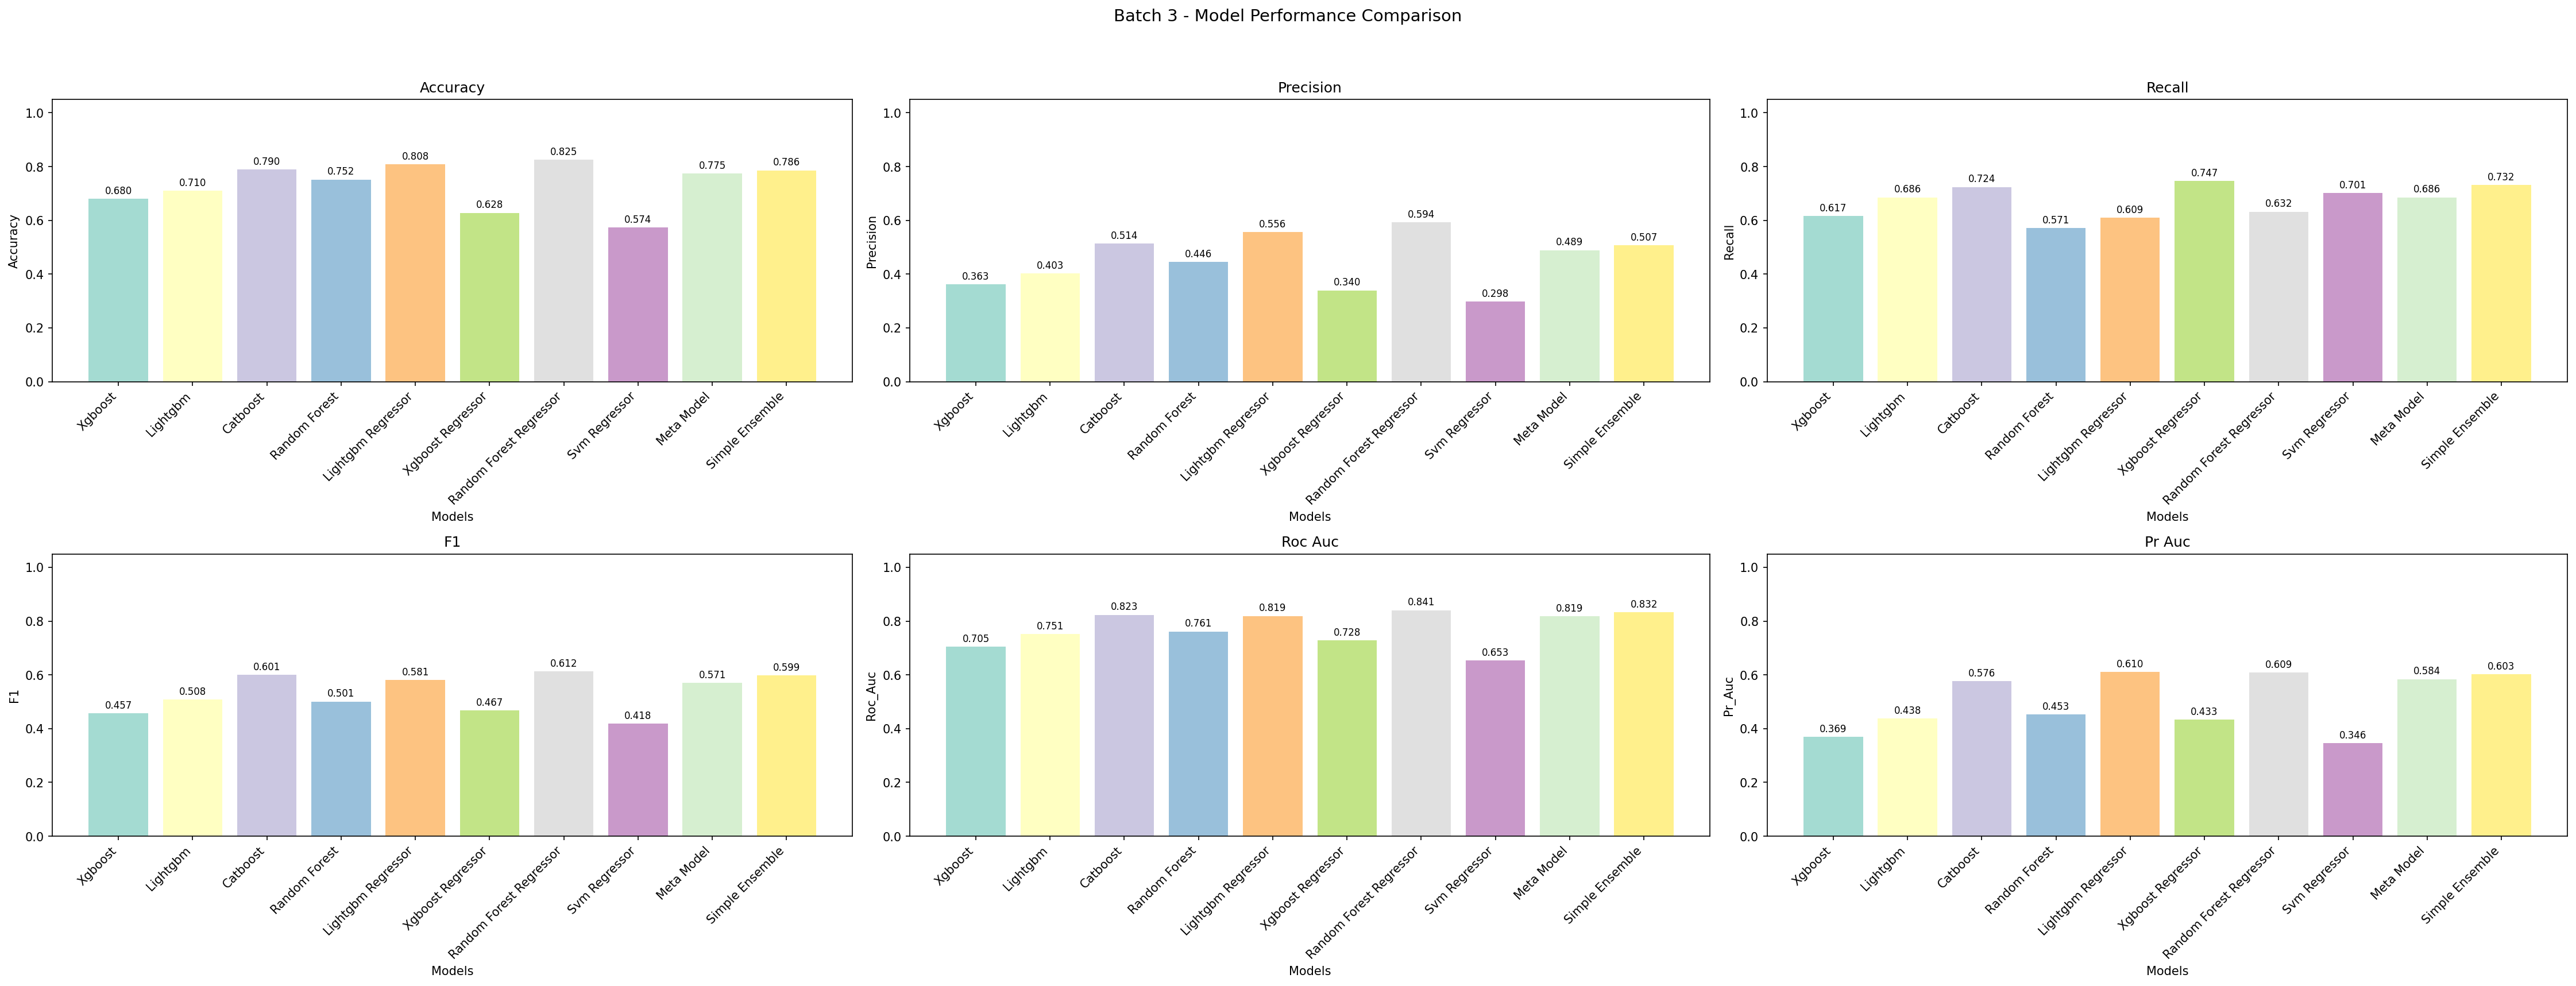 Batch 3 - Model Performance Comparison
Accuracy
Accuracy
1.0
0.8
0.6
0.4
0.2
0.0
0.680
0.710
0.790
0.752
0.808
0.628
0.825
0.574
0.775
0.786
Xgboost
Lightgbm
Catboost
Random Forest
Lightgbm Regressor
Xgboost Regressor
Random Forest Regressor
Svm Regressor
Meta Model
Simple Ensemble
Models
Precision
Precision
1.0
0.8
0.6
0.4
0.2
0.0
0.363
0.403
0.514
0.446
0.556
0.340
0.594
0.298
0.489
0.507
Xgboost
Lightgbm
Catboost
Random Forest
Lightgbm Regressor
Xgboost Regressor
Random Forest Regressor
Svm Regressor
Meta Model
Simple Ensemble
Models
Recall
Recall
1.0
0.8
0.6
0.4
0.2
0.0
0.617
0.686
0.724
0.571
0.609
0.747
0.632
0.701
0.686
0.732
Xgboost
Lightgbm
Catboost
Random Forest
Lightgbm Regressor
Xgboost Regressor
Random Forest Regressor
Svm Regressor
Meta Model
Simple Ensemble
Models
F1
F1
1.0
0.8
0.6
0.4
0.2
0.0
0.457
0.508
0.601
0.501
0.581
0.467
0.612
0.418
0.571
0.599
Xgboost
Lightgbm
Catboost
Random Forest
Lightgbm Regressor
Xgboost Regressor
Random Forest Regressor
Svm Regressor
Meta Model
Simple Ensemble
Models
Roc Auc
Roc_Auc
1.0
0.8
0.6
0.4
0.2
0.0
0.705
0.751
0.823
0.761
0.819
0.728
0.841
0.653
0.819
0.832
Xgboost
Lightgbm
Catboost
Random Forest
Lightgbm Regressor
Xgboost Regressor
Random Forest Regressor
Svm Regressor
Meta Model
Simple Ensemble
Models
Pr Auc
Pr_Auc
1.0
0.8
0.6
0.4
0.2
0.0
0.369
0.438
0.576
0.453
0.610
0.433
0.609
0.346
0.584
0.603
Xgboost
Lightgbm
Catboost
Random Forest
Lightgbm Regressor
Xgboost Regressor
Random Forest Regressor
Svm Regressor
Meta Model
Simple Ensemble
Models